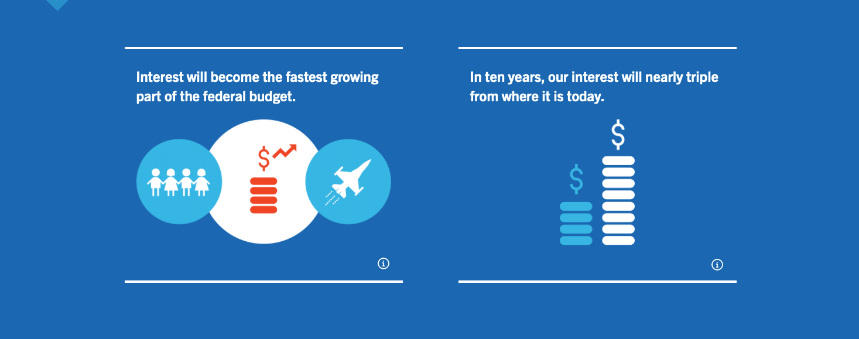 Interest will become the fastest growing
part of the federal budget.
$
In ten years, our interest will nearly triple
from where it is today.
$
$